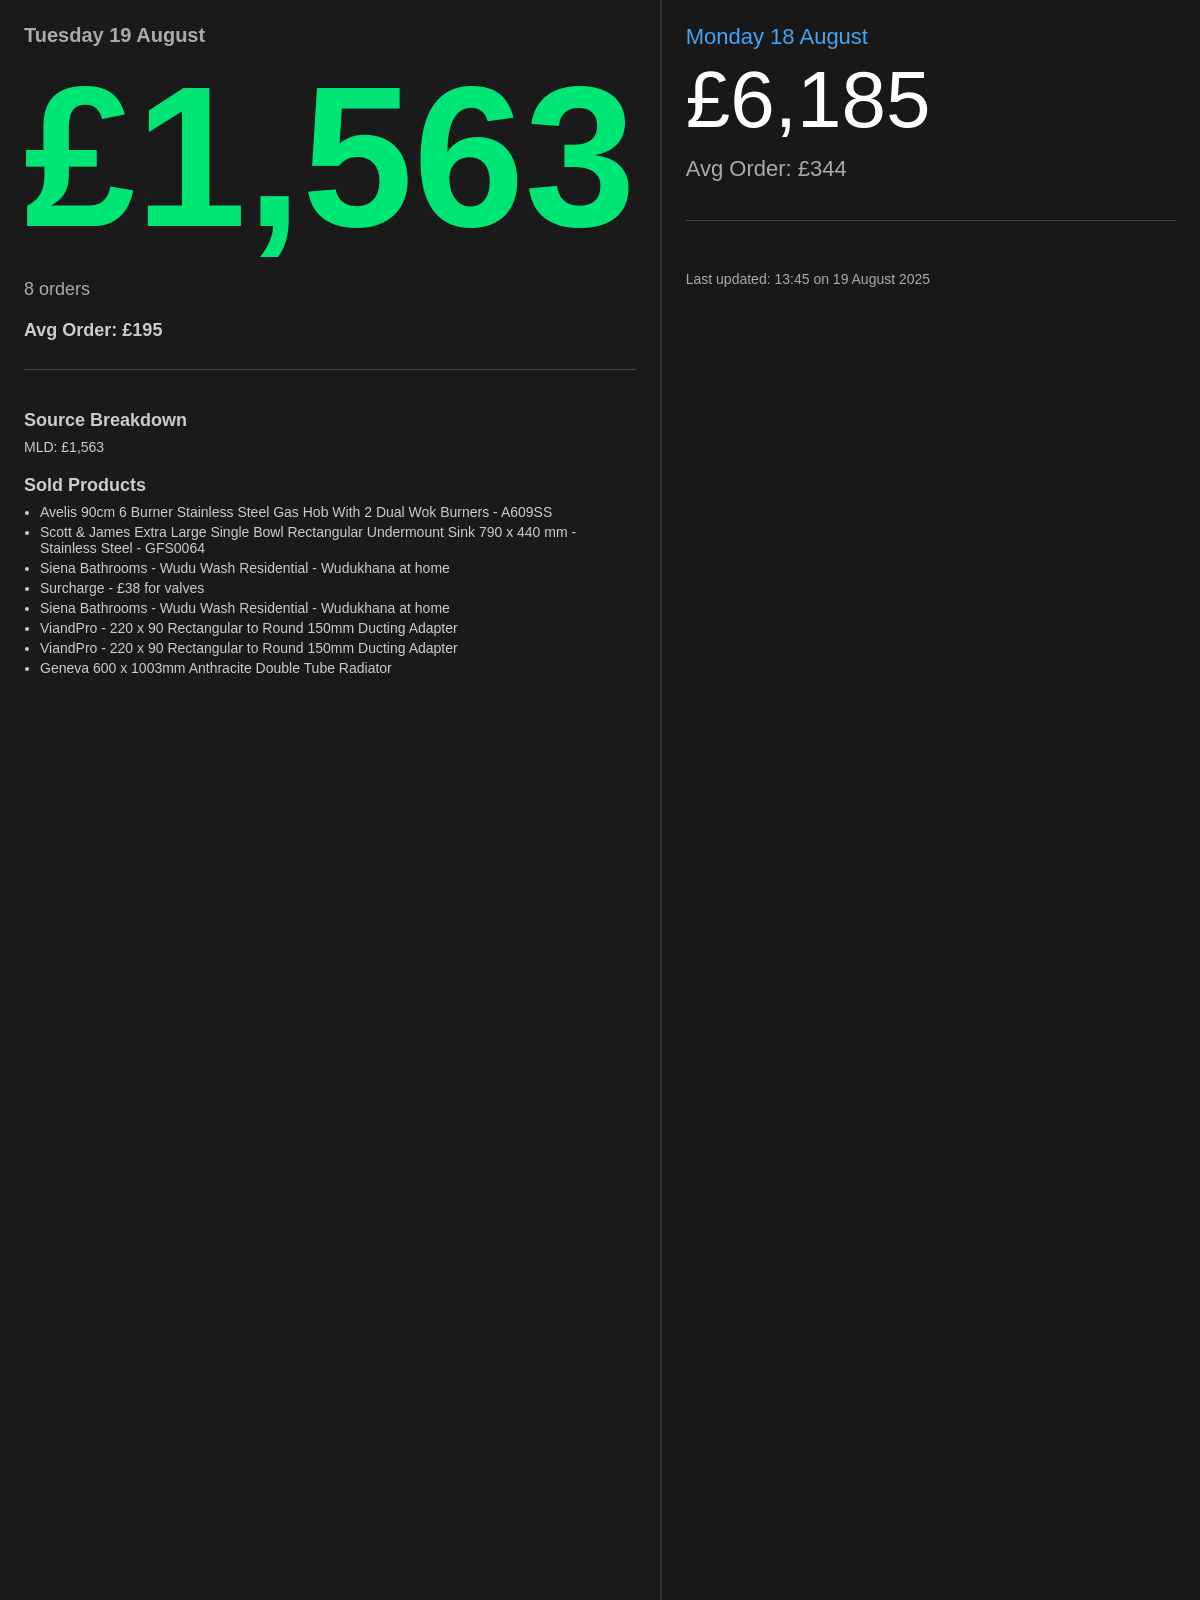 Tuesday 19 August
£1,563
8 orders
Avg Order: £195
Source Breakdown
MLD: £1,563
Sold Products
• Avelis 90cm 6 Burner Stainless Steel Gas Hob With 2 Dual Wok Burners - A609SS
• Scott & James Extra Large Single Bowl Rectangular Undermount Sink 790 x 440 mm -
Stainless Steel - GFS0064
• Siena Bathrooms - Wudu Wash Residential - Wudukhana at home
• Surcharge - £38 for valves
• Siena Bathrooms - Wudu Wash Residential - Wudukhana at home
• ViandPro - 220 x 90 Rectangular to Round 150mm Ducting Adapter
• ViandPro - 220 x 90 Rectangular to Round 150mm Ducting Adapter
• Geneva 600 x 1003mm Anthracite Double Tube Radiator
Monday 18 August
£6,185
Avg Order: £344
Last updated: 13:45 on 19 August 2025